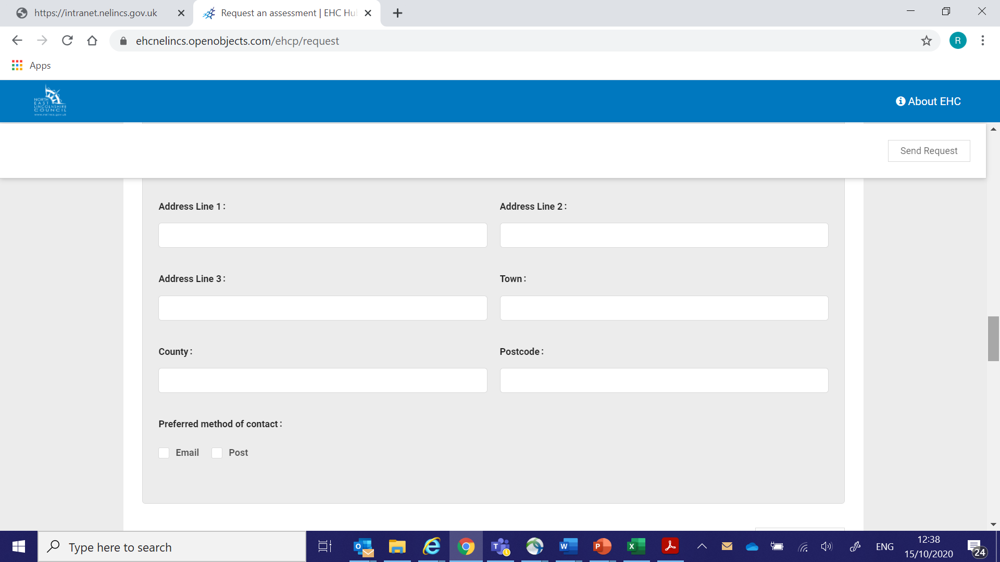 https://intranet.nelincs.gov.uk
Request an assessment | EHC Hu
ehcnelincs.openobjects.com/ehcp/request
R
Apps
NORTH
EAST
LINCOLNSHIRE
COUNCIL
www.nelincs.gov.uk
About EHC
Send Request
Address Line 1 :
Address Line 2 :
Address Line 3 :
Town :
County :
Postcode :
Preferred method of contact :
Email
Post
Type here to search
ENG
12:38
15/10/2020
24